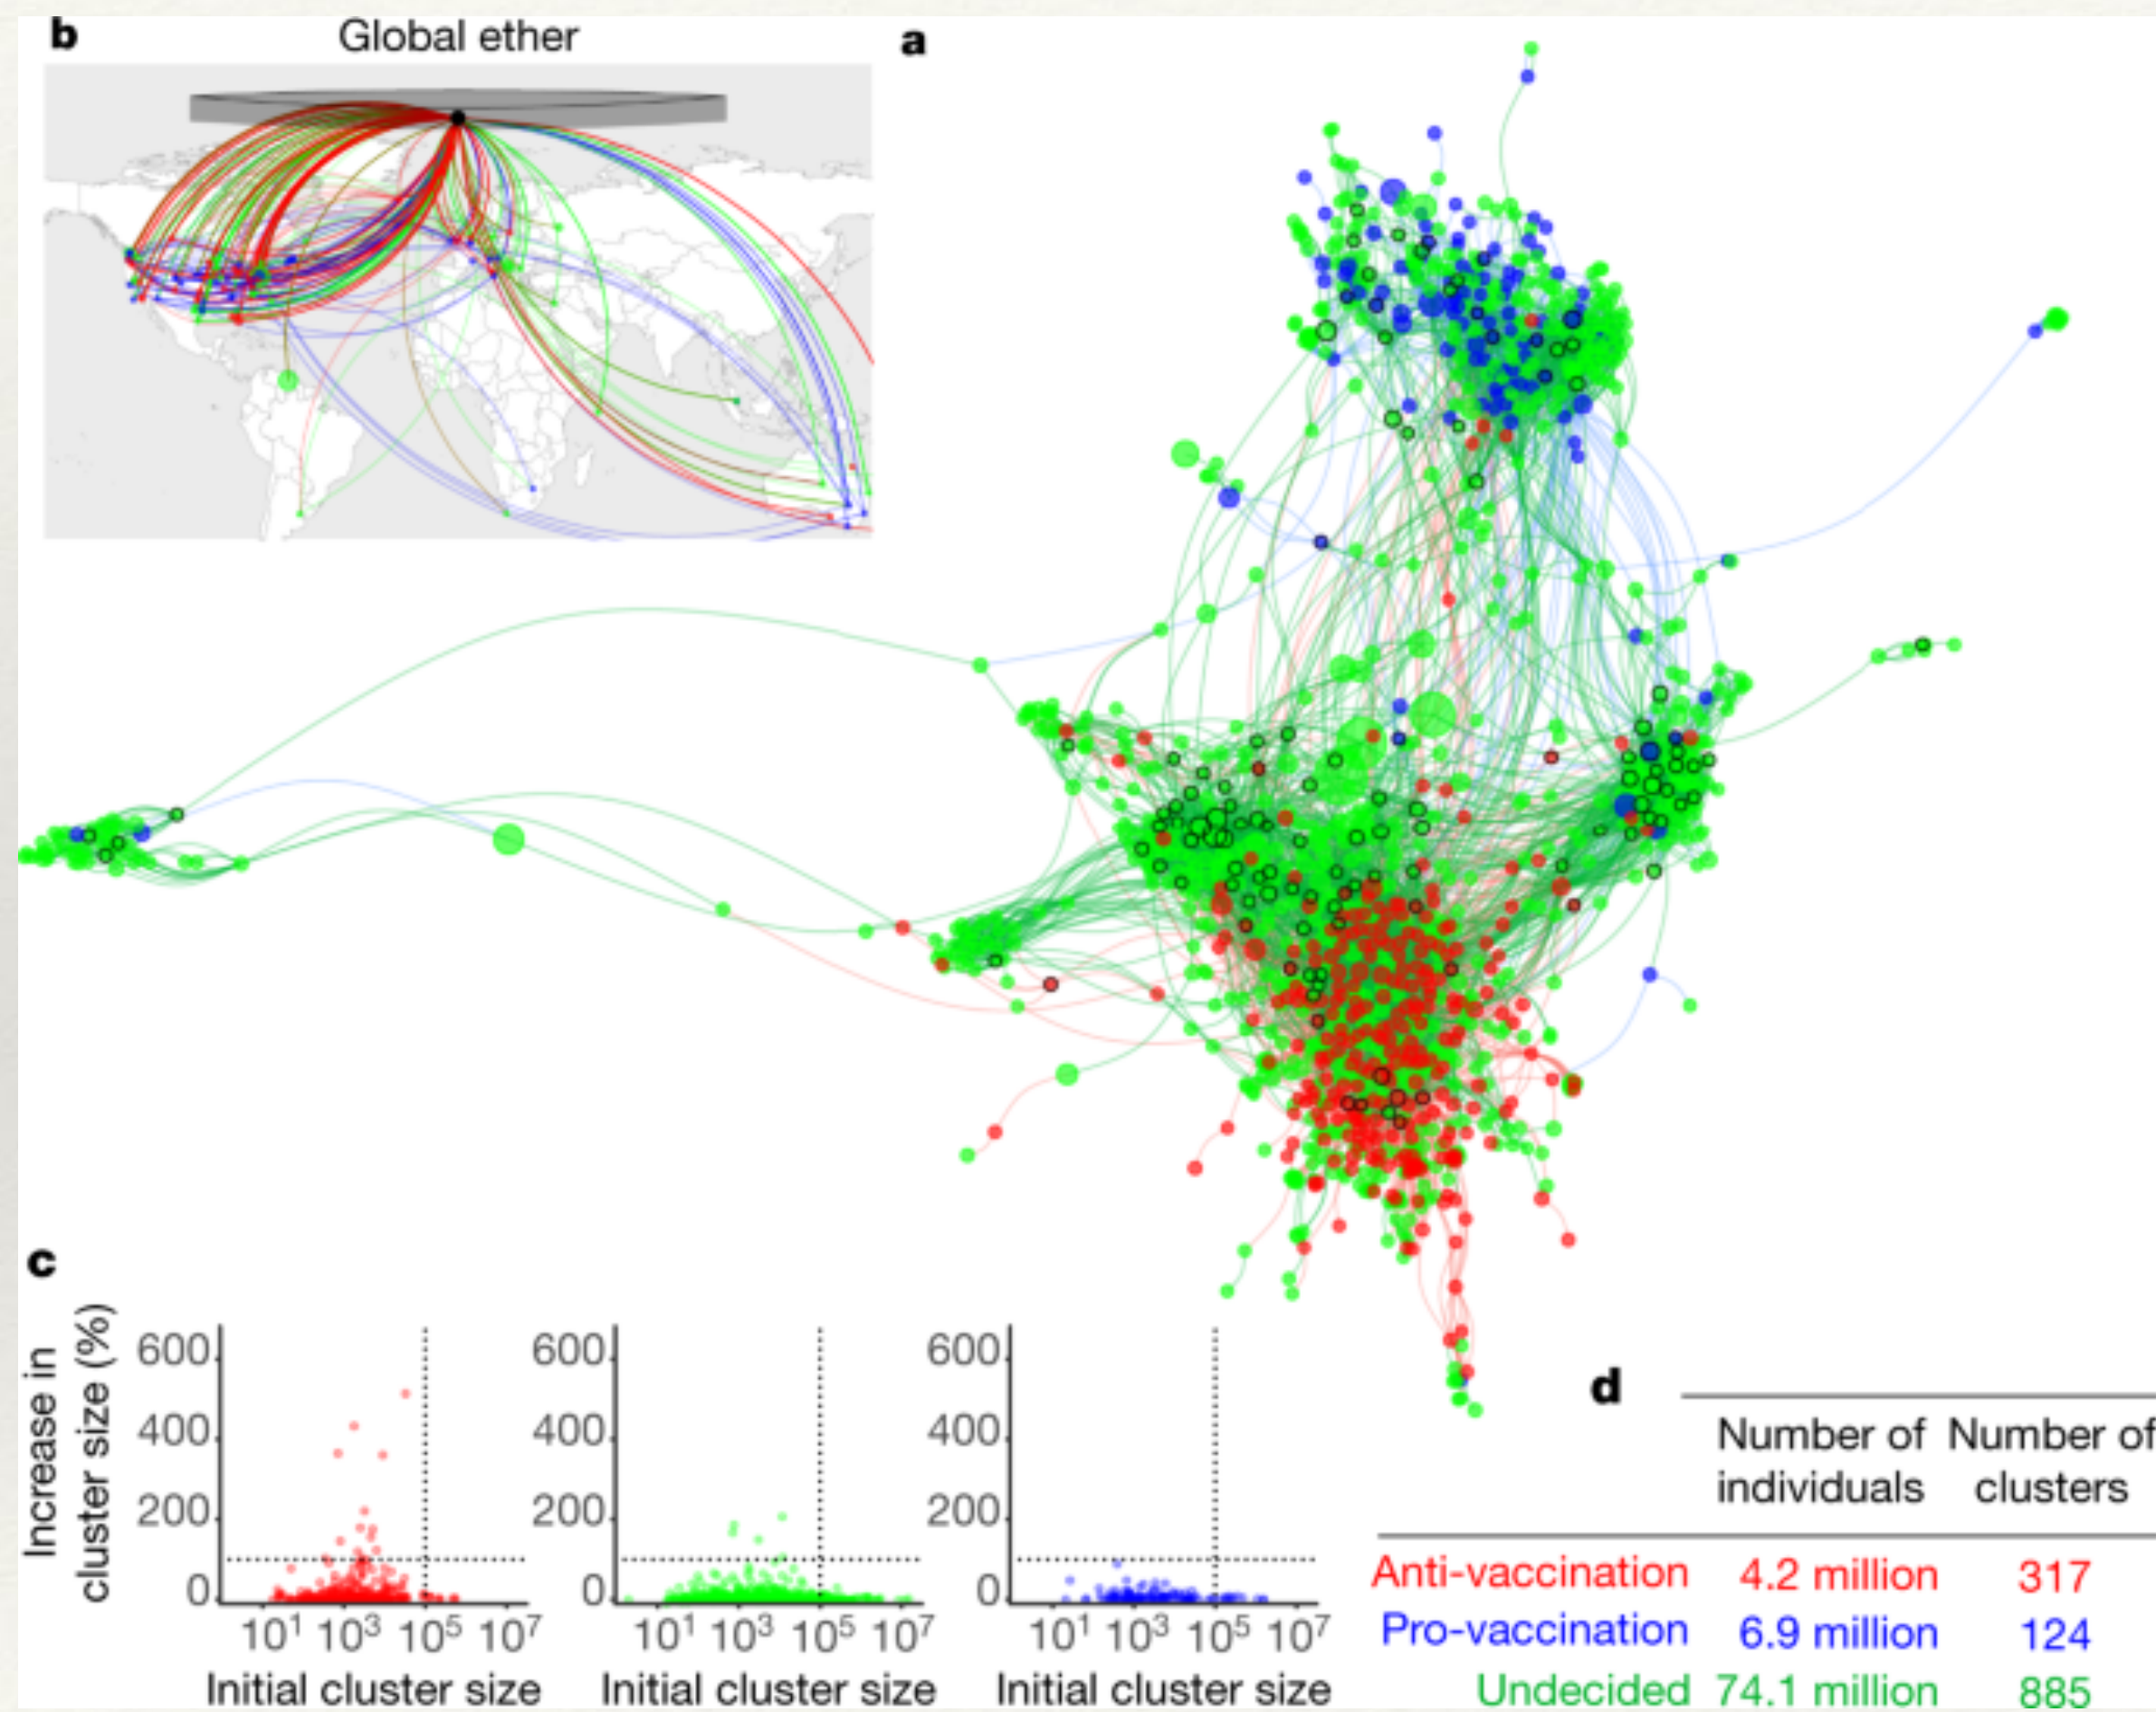 b
Global ether
a
c
Increase in
cluster size (%)
600
400
200
0
10¹ 10³ 10⁵ 10⁷
Initial cluster size
600
400
200
0
10¹ 10³ 10⁵ 10⁷
Initial cluster size
600
400
200
0
10¹ 10³ 10⁵ 10⁷
Initial cluster size
d
Number of Number of
individuals clusters
Anti-vaccination 4.2 million 317
Pro-vaccination 6.9 million 124
Undecided 74.1 million 885